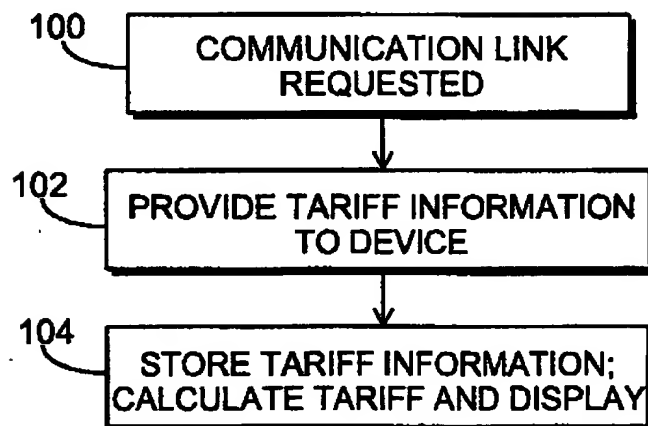 100
COMMUNICATION LINK
REQUESTED
102
PROVIDE TARIFF INFORMATION
TO DEVICE
104
STORE TARIFF INFORMATION;
CALCULATE TARIFF AND DISPLAY